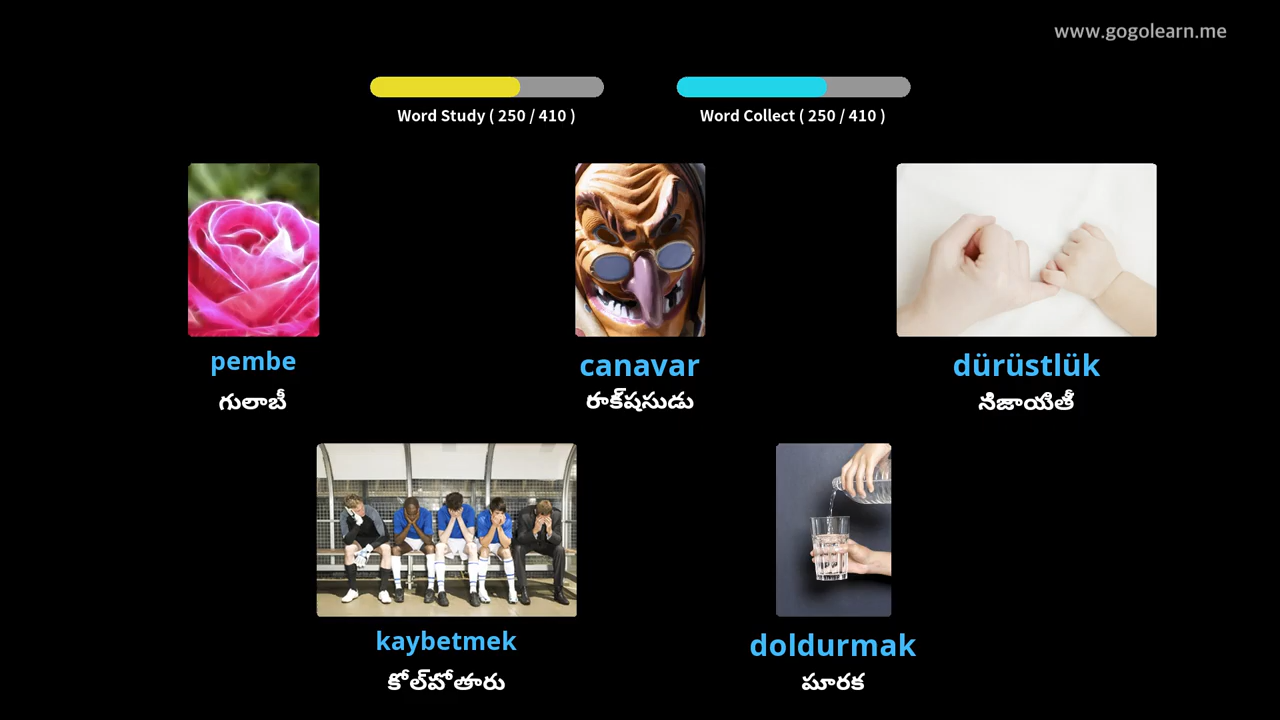 www.gogolearn.me
Word Study ( 250 / 410 )
Word Collect ( 250 / 410 )
pembe
గులాబీ
canavar
రాక్‌షసుడు
dürüstlük
నిజాయితీ
kaybetmek
కోల్‌పోతారు
doldurmak
పూరక